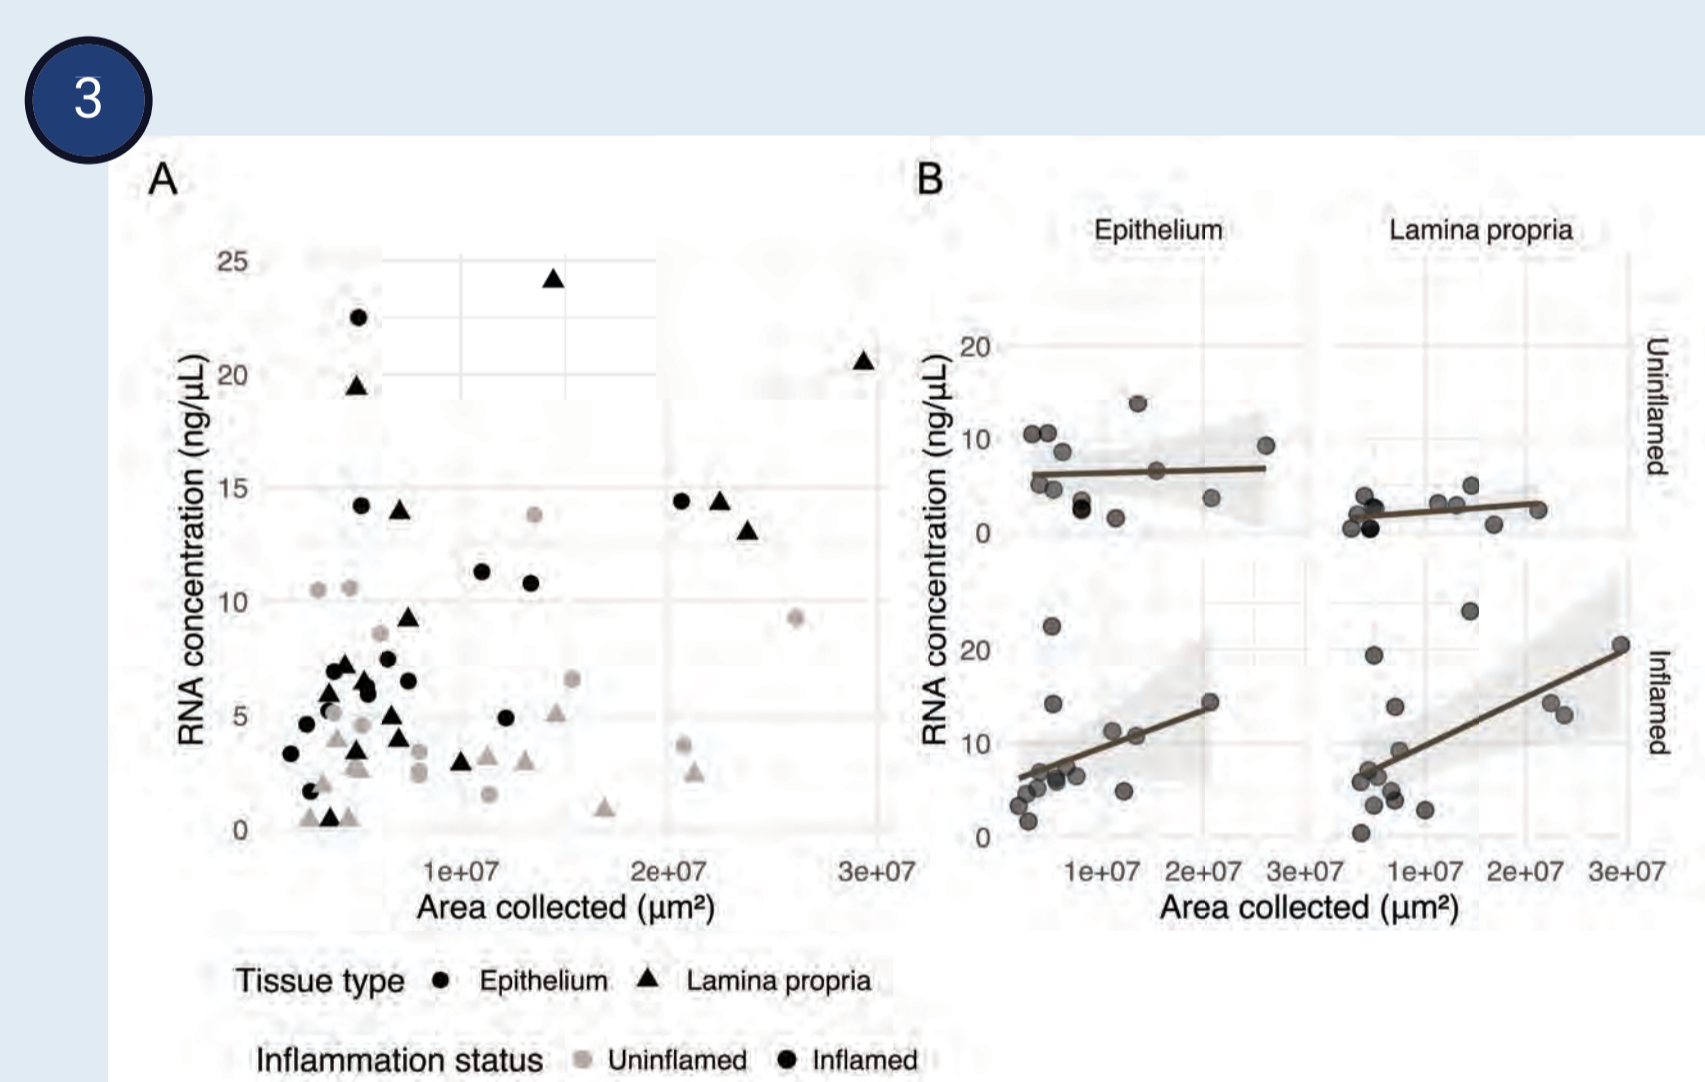 3
A
B
Epithelium
Lamina propria
RNA concentration (ng/µL)
25
20
15
10
5
0
1e+07
2e+07
3e+07
Area collected (µm²)
RNA concentration (ng/µL)
20
10
0
Uninflamed
20
10
0
Inflamed
1e+07
2e+07
3e+07
1e+07
2e+07
3e+07
Area collected (µm²)
Tissue type Epithelium Lamina propria
Inflammation status Uninflamed Inflamed